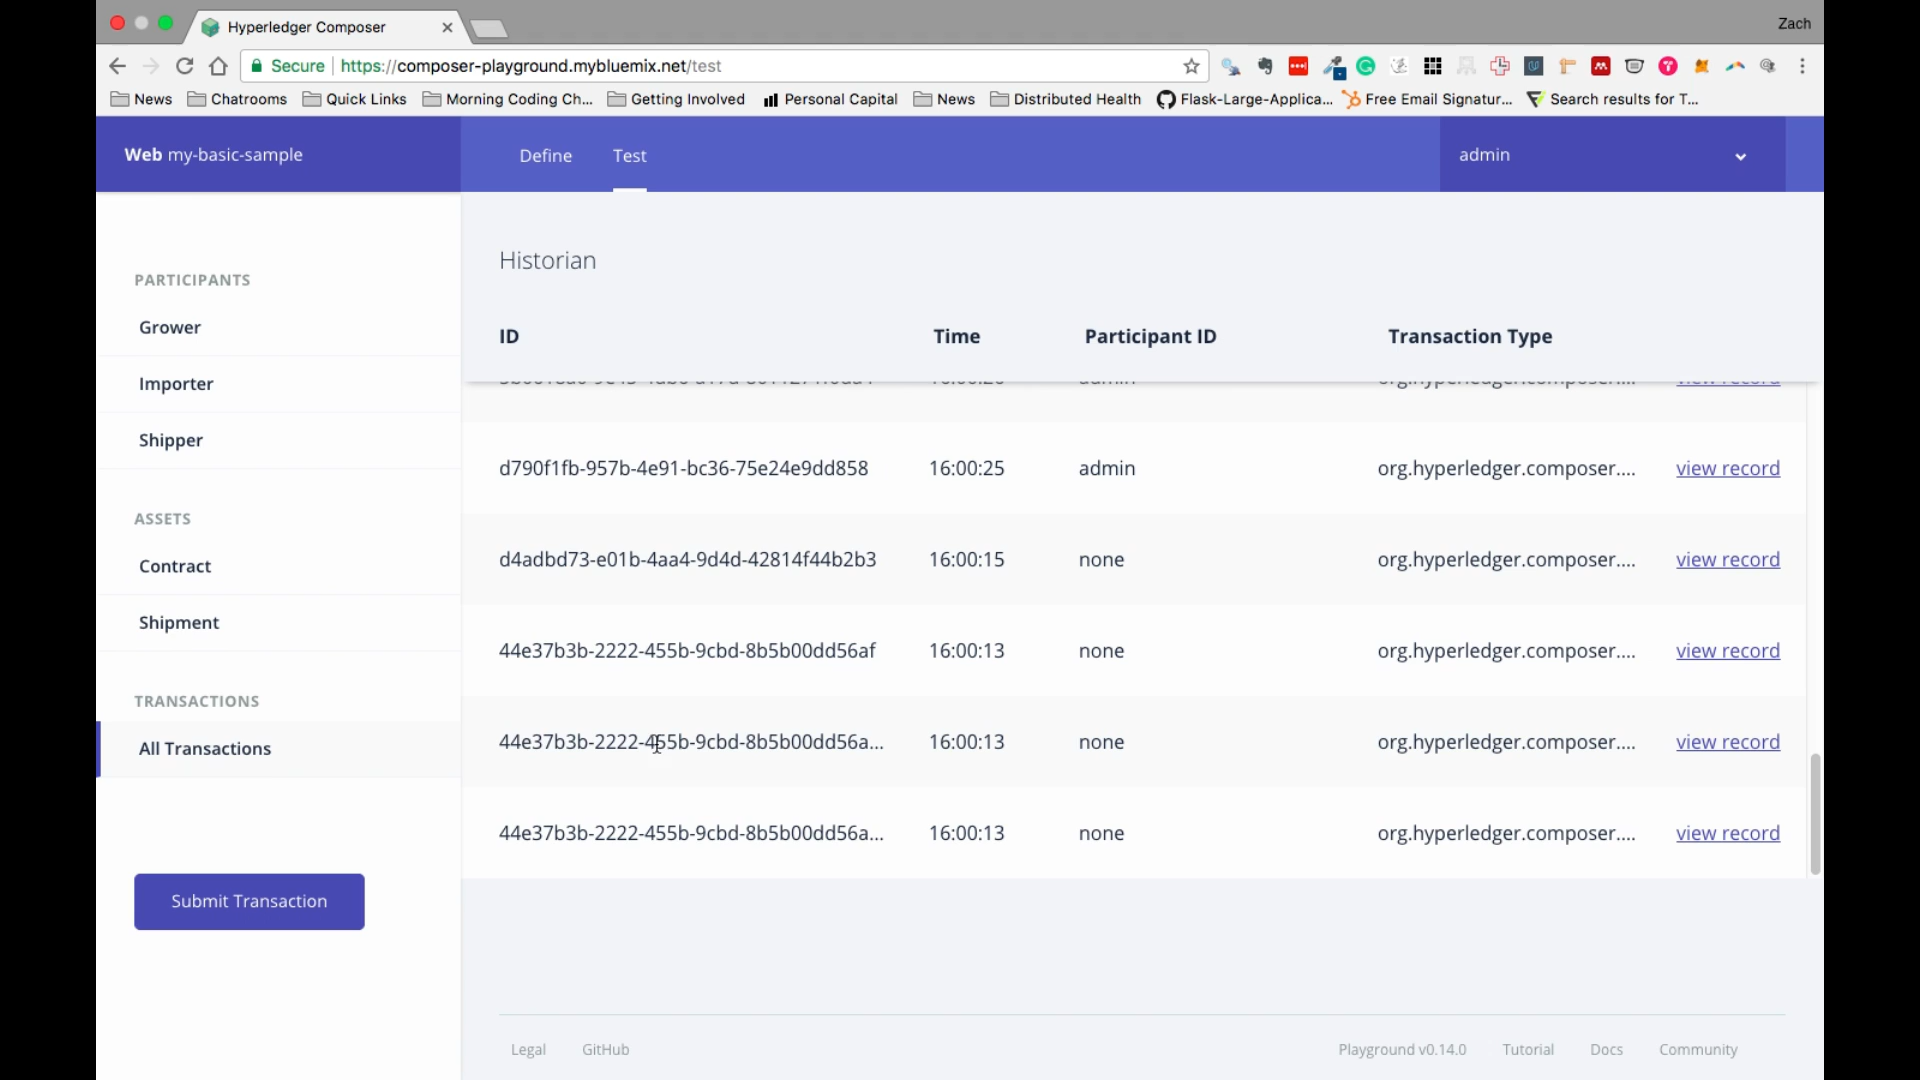 Hyperledger Composer
Zach
Secure https://composer-playground.mybluemix.net/test
News Chatrooms Quick Links Morning Coding Ch... Getting Involved Personal Capital News Distributed Health Flask-Large-Applica... Free Email Signatur... Search results for T...
Web my-basic-sample
Define Test
admin
PARTICIPANTS
Grower
Importer
Shipper
ASSETS
Contract
Shipment
TRANSACTIONS
All Transactions
Submit Transaction
Historian
ID Time Participant ID Transaction Type
admin org.hyperledger.composer.... view record
d790f1fb-957b-4e91-bc36-75e24e9dd858 16:00:25 admin org.hyperledger.composer.... view record
d4adbd73-e01b-4aa4-9d4d-42814f44b2b3 16:00:15 none org.hyperledger.composer.... view record
44e37b3b-2222-455b-9cbd-8b5b00dd56af 16:00:13 none org.hyperledger.composer.... view record
44e37b3b-2222-455b-9cbd-8b5b00dd56a... 16:00:13 none org.hyperledger.composer.... view record
44e37b3b-2222-455b-9cbd-8b5b00dd56a... 16:00:13 none org.hyperledger.composer.... view record
Legal GitHub Playground v0.14.0 Tutorial Docs Community